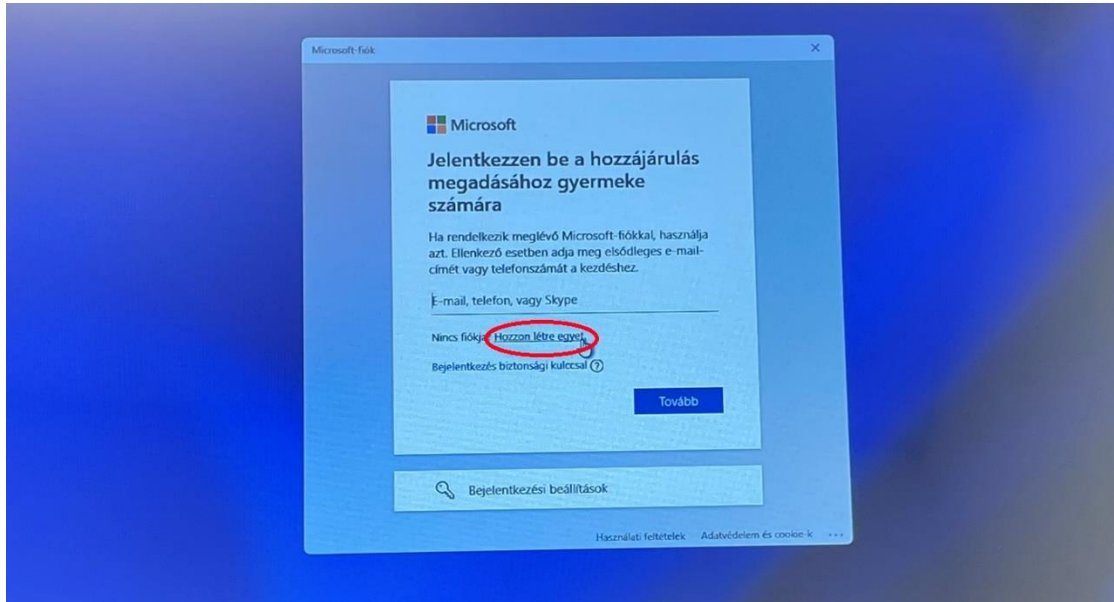 Microsoft-fiók
Microsoft
Jelentkezzen be a hozzájárulás
megadásához gyermeke
számára
Ha rendelkezik meglévő Microsoft-fiókkal, használja
azt. Ellenkező esetben adja meg elsődleges e-mail-
címét vagy telefonszámát a kezdéshez.
E-mail, telefon, vagy Skype
Nincs fiókja? Hozzon létre egyet.
Bejelentkezés biztonsági kulccsal
Tovább
Bejelentkezési beállítások
Használati feltételek Adatvédelem és cookie-k